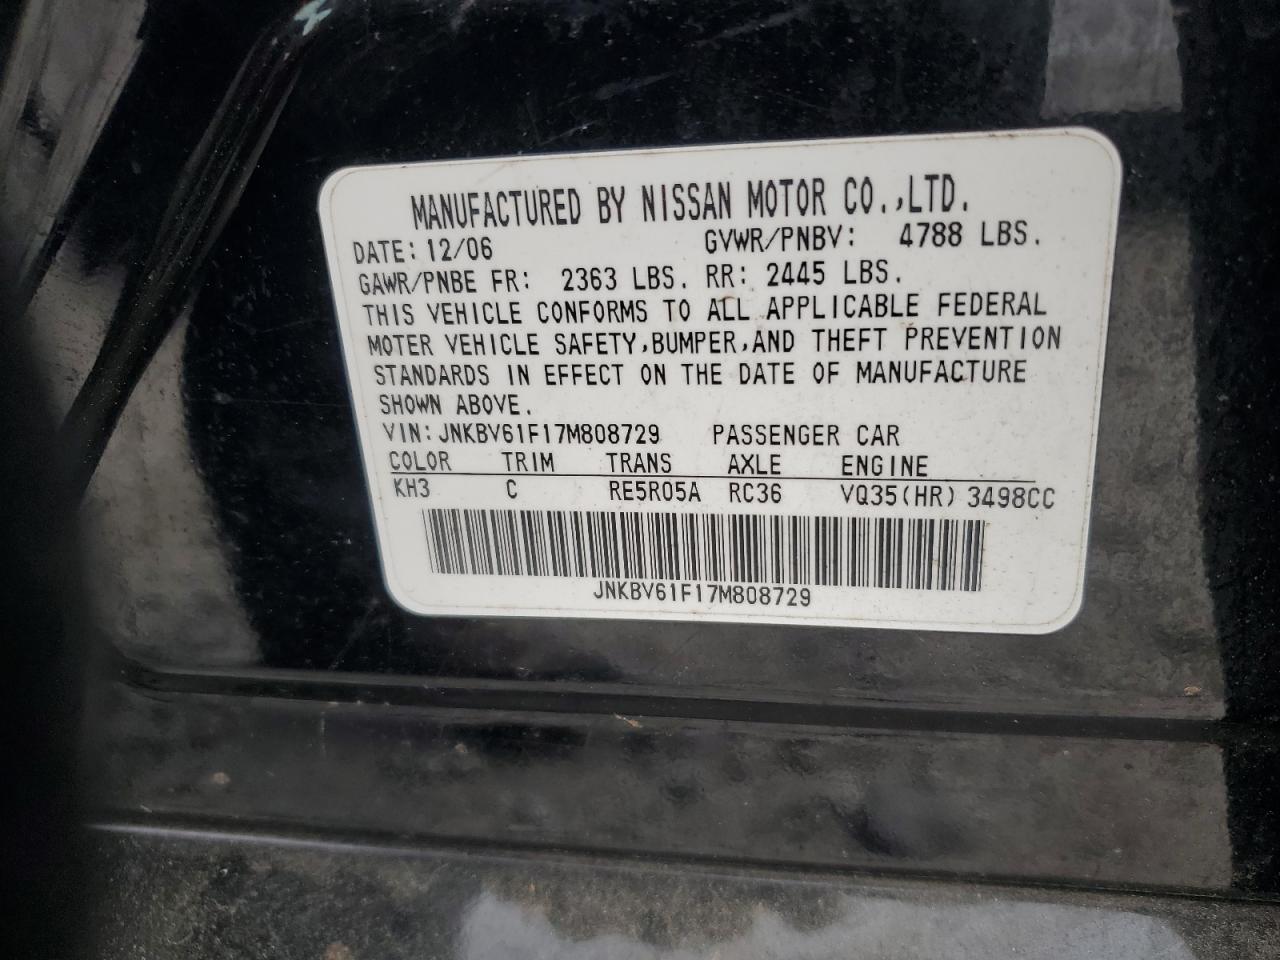 MANUFACTURED BY NISSAN MOTOR CO.,LTD.
DATE: 12/06 GVWR/PNBV: 4788 LBS.
GAWR/PNBE FR: 2363 LBS. RR: 2445 LBS.
THIS VEHICLE CONFORMS TO ALL APPLICABLE FEDERAL
MOTER VEHICLE SAFETY,BUMPER,AND THEFT PREVENTION
STANDARDS IN EFFECT ON THE DATE OF MANUFACTURE
SHOWN ABOVE.
VIN:JNKBV61F17M808729 PASSENGER CAR
COLOR TRIM TRANS AXLE ENGINE
KH3 C RE5R05A RC36 VQ35(HR) 3498CC
JNKBV61F17M808729